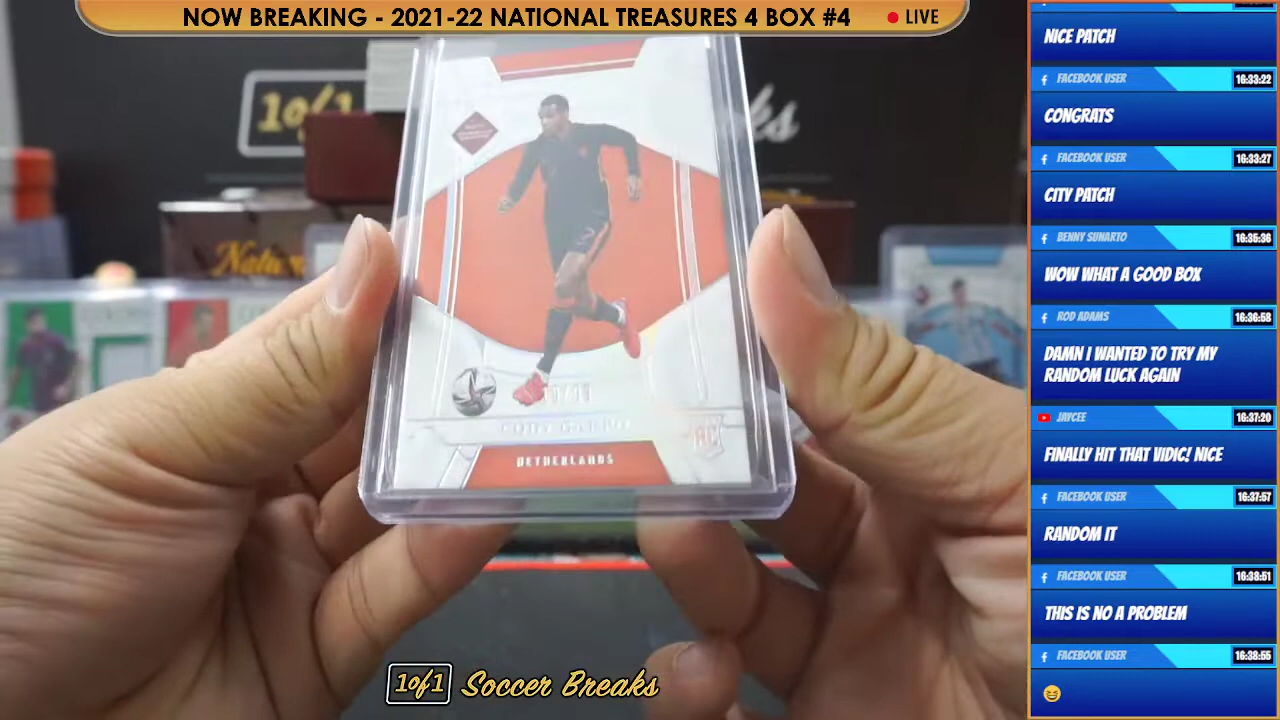 NOW BREAKING - 2021-22 NATIONAL TREASURES 4 BOX #4
LIVE
1of1
NETHERLANDS
RC
1of1 Soccer Breaks
NICE PATCH
FACEBOOK USER
16:33:22
CONGRATS
FACEBOOK USER
16:33:27
CITY PATCH
BENNY SUNARTO
16:35:36
WOW WHAT A GOOD BOX
ROD ADAMS
16:36:58
DAMN I WANTED TO TRY MY
RANDOM LUCK AGAIN
JAYCEE
16:37:20
FINALLY HIT THAT VIDIC! NICE
FACEBOOK USER
16:37:57
RANDOM IT
FACEBOOK USER
16:38:51
THIS IS NO A PROBLEM
FACEBOOK USER
16:38:55